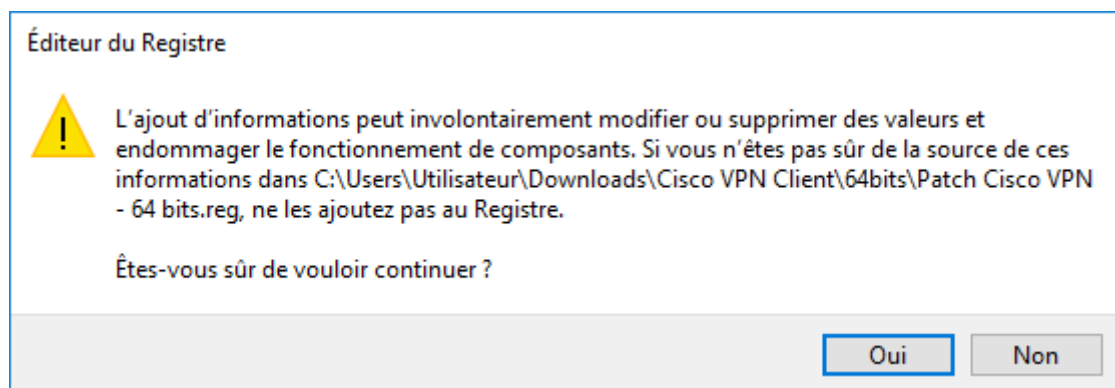 Éditeur du Registre
L'ajout d'informations peut involontairement modifier ou supprimer des valeurs et
endommager le fonctionnement de composants. Si vous n'êtes pas sûr de la source de ces
informations dans C:\Users\Utilisateur\Downloads\Cisco VPN Client\64bits\Patch Cisco VPN
- 64 bits.reg, ne les ajoutez pas au Registre.
Êtes-vous sûr de vouloir continuer ?
Oui Non